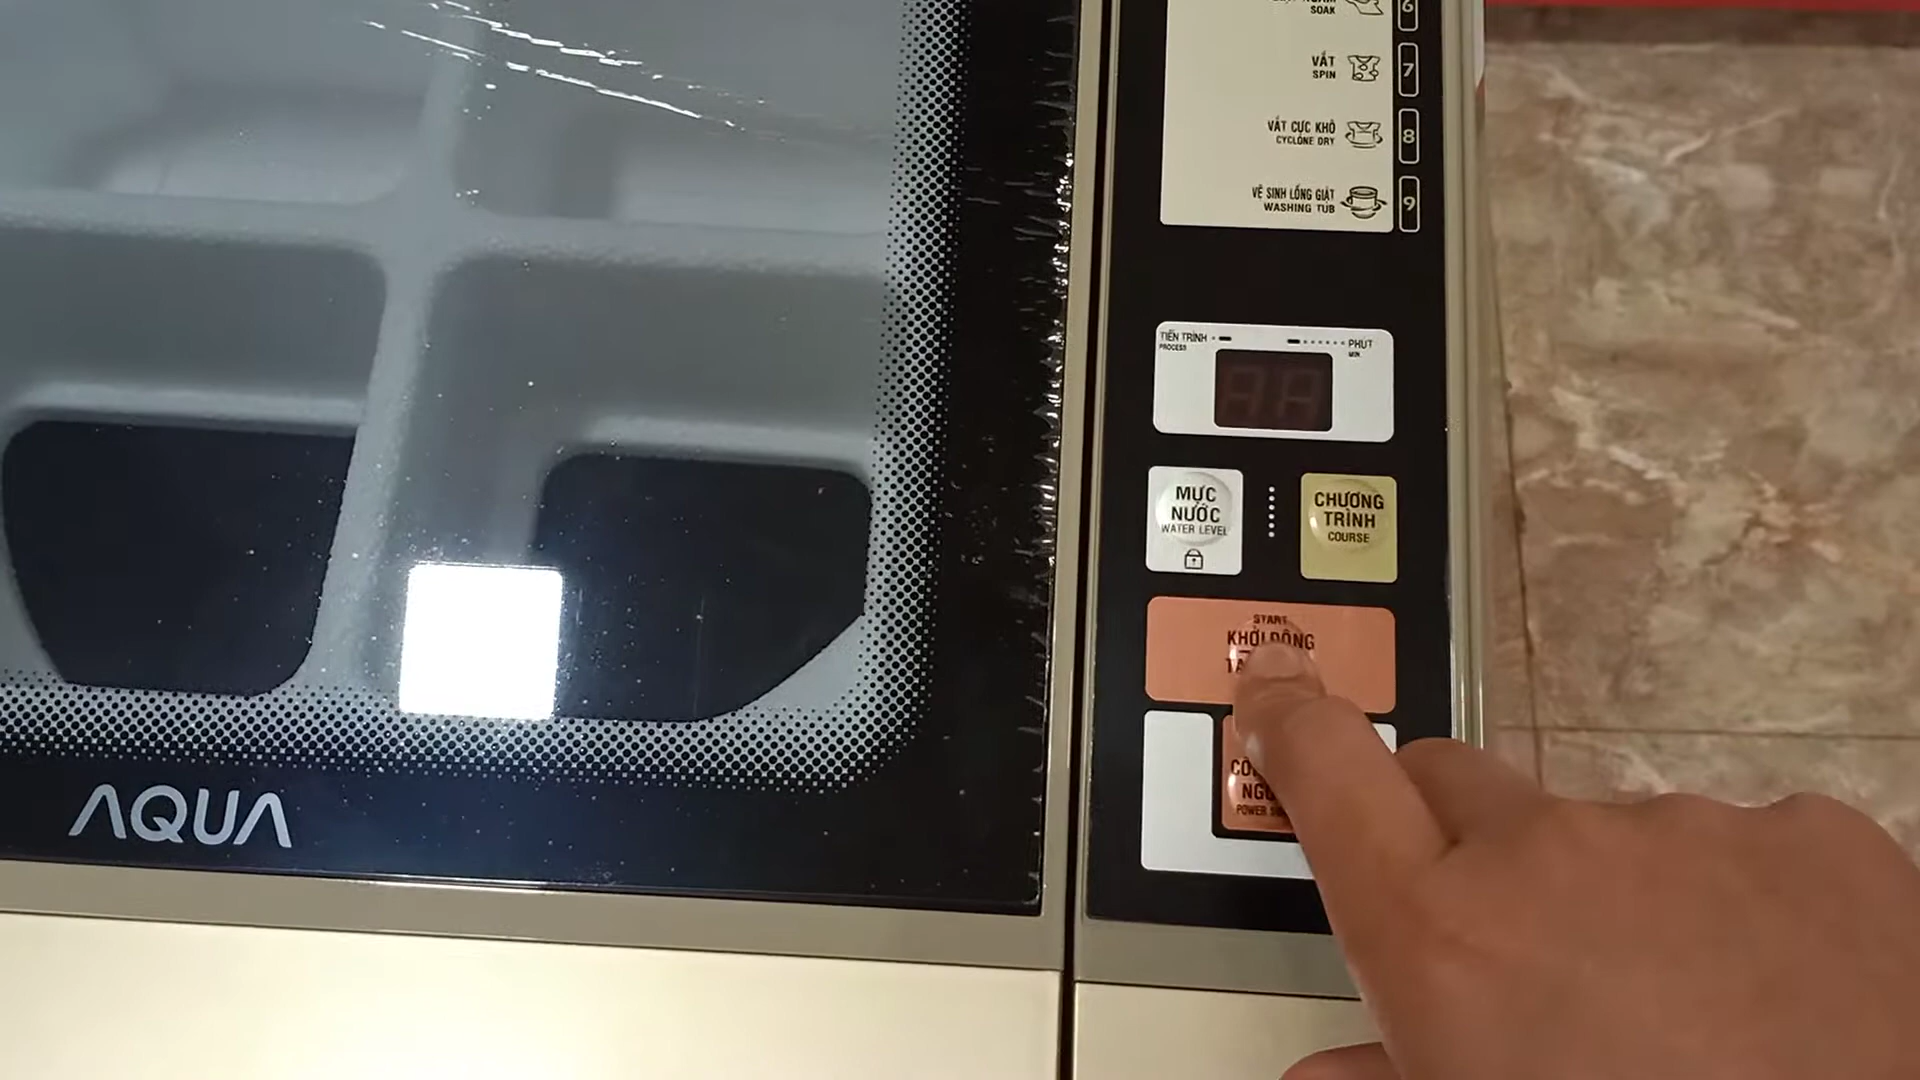 SOAK
6
VẮT
SPIN
7
VẮT CỰC KHÔ
CYCLONE DRY
8
VỆ SINH LỒNG GIẶT
WASHING TUB
9
TIẾN TRÌNH
PROCESS
PHÚT
MIN
MỰC
NƯỚC
WATER LEVEL
CHƯƠNG
TRÌNH
COURSE
START
KHỞI ĐỘNG
POWER
AQUA